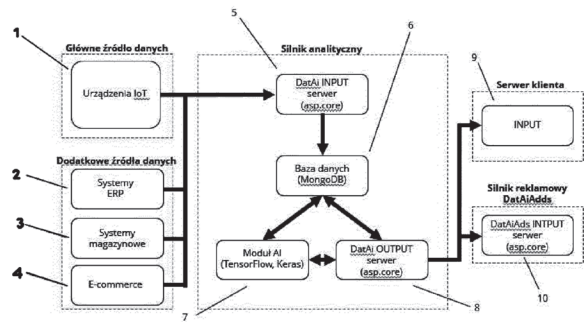 1
Główne źródło danych
Urządzenia IoT
Dodatkowe źródła danych
2
Systemy
ERP
3
Systemy
magazynowe
4
E-commerce
5
Silnik analityczny
6
DatAi INPUT
serwer
(asp.core)
Baza danych
(MongoDB)
Moduł AI
(TensorFlow, Keras)
7
DatAi OUTPUT
serwer
(asp.core)
8
9
Serwer klienta
INPUT
Silnik reklamowy
DatAiAdds
DatAiAds INTPUT
serwer
(asp.core)
10